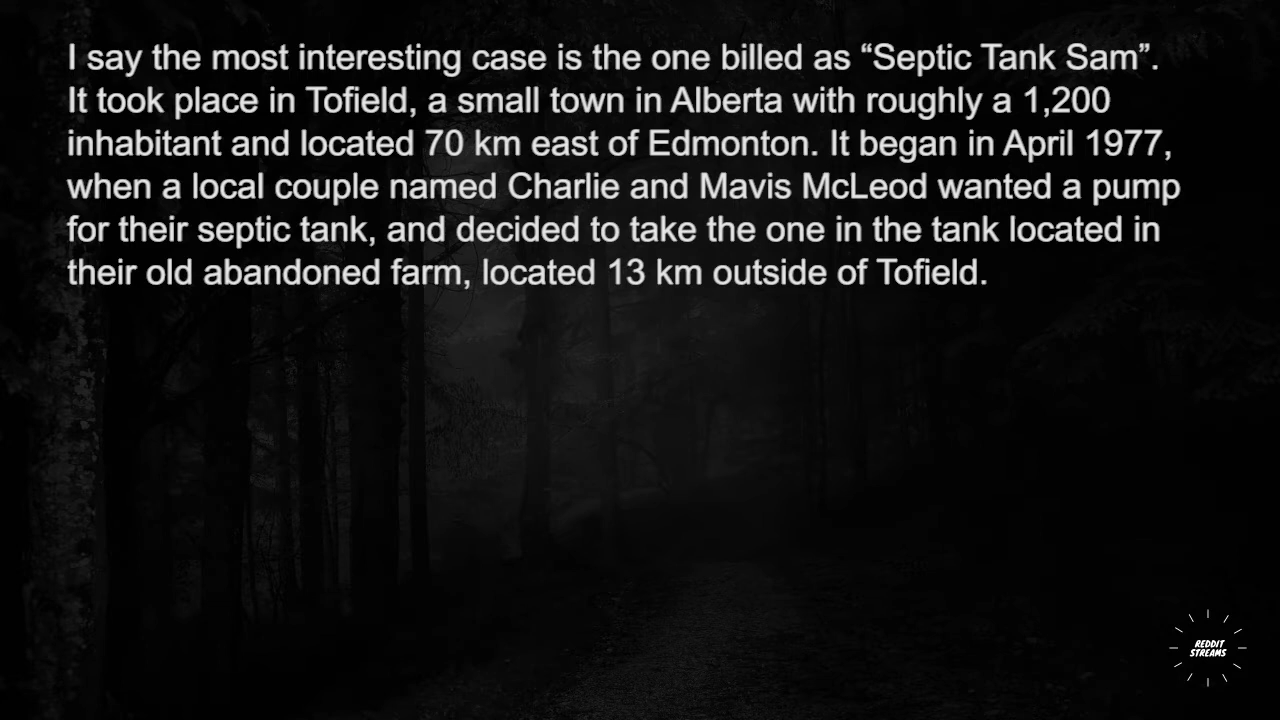 I say the most interesting case is the one billed as “Septic Tank Sam”.
It took place in Tofield, a small town in Alberta with roughly a 1,200
inhabitant and located 70 km east of Edmonton. It began in April 1977,
when a local couple named Charlie and Mavis McLeod wanted a pump
for their septic tank, and decided to take the one in the tank located in
their old abandoned farm, located 13 km outside of Tofield.
REDDIT
STREAMS